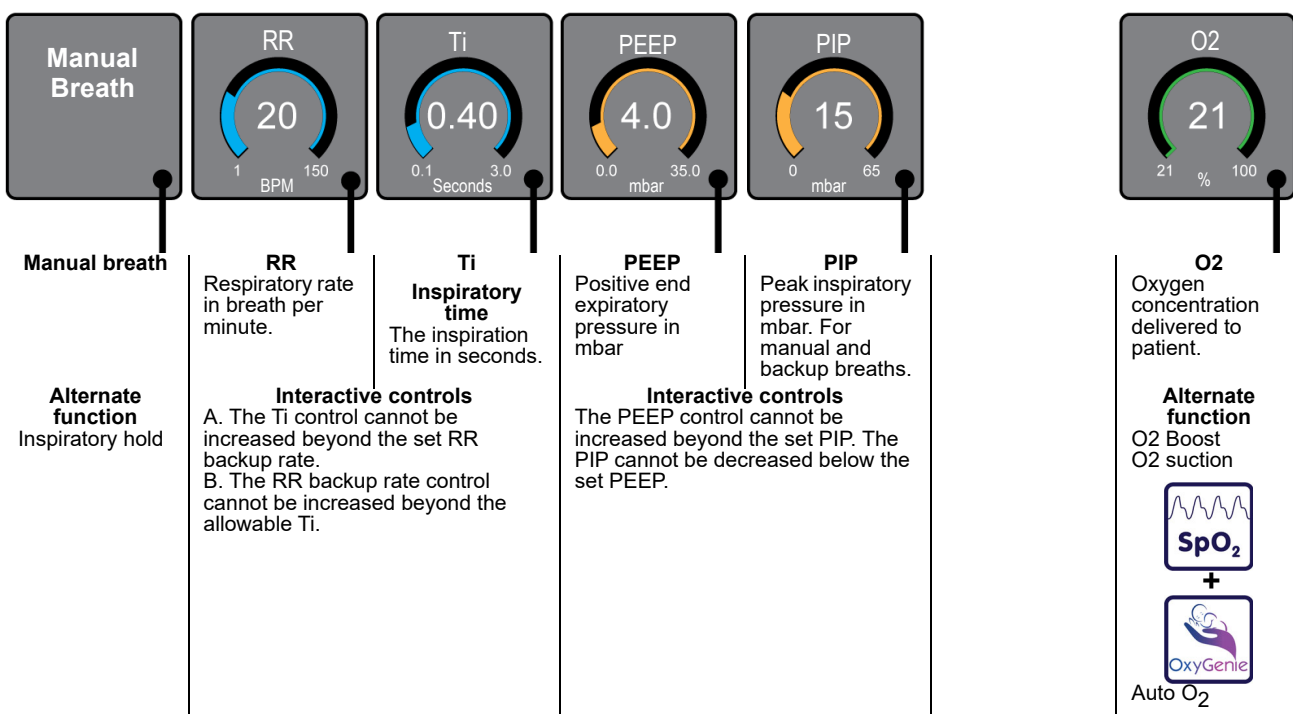 Manual
Breath
RR
20
1
150
BPM
Ti
0.40
0.1
3.0
Seconds
PEEP
4.0
0.0
35.0
mbar
PIP
15
0
65
mbar
O2
21
21
100
%
Manual breath
Alternate
function
Inspiratory hold
RR
Respiratory rate
in breath per
minute.
Ti
Inspiratory
time
The inspiration
time in seconds.
Interactive controls
A. The Ti control cannot be
increased beyond the set RR
backup rate.
B. The RR backup rate control
cannot be increased beyond the
allowable Ti.
PEEP
Positive end
expiratory
pressure in
mbar
PIP
Peak inspiratory
pressure in
mbar. For
manual and
backup breaths.
Interactive controls
The PEEP control cannot be
increased beyond the set PIP. The
PIP cannot be decreased below the
set PEEP.
O2
Oxygen
concentration
delivered to
patient.
Alternate
function
O2 Boost
O2 suction
SpO₂
+
OxyGenie
Auto O₂